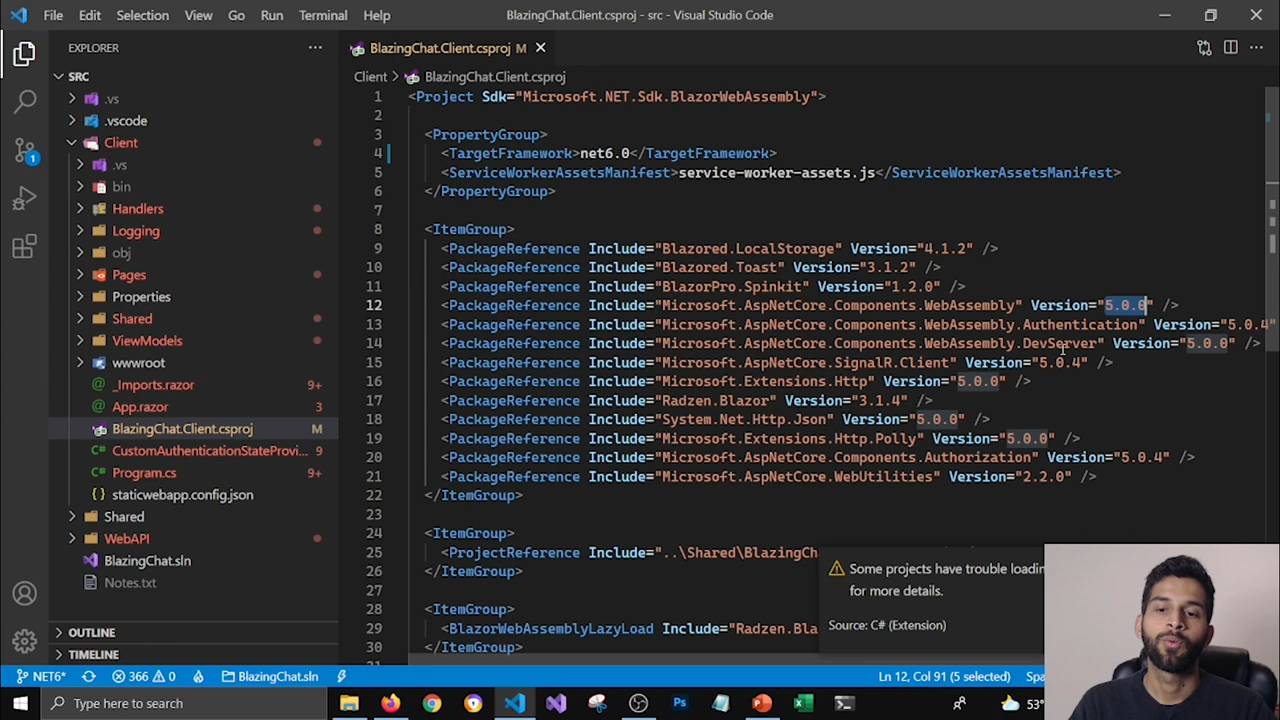 File Edit Selection View Go Run Terminal Help BlazingChat.Client.csproj - src - Visual Studio Code
EXPLORER
BlazingChat.Client.csproj M
Client > BlazingChat.Client.csproj
SRC
.vs
.vscode
Client
.vs
bin
Handlers
Logging
obj
Pages
Properties
Shared
ViewModels
wwwroot
_Imports.razor 9+
App.razor 3
BlazingChat.Client.csproj M
CustomAuthenticationStateProvi... 9
Program.cs 9+
staticwebapp.config.json
Shared
WebAPI
BlazingChat.sln
Notes.txt
OUTLINE
TIMELINE
1 <Project Sdk="Microsoft.NET.Sdk.BlazorWebAssembly">
2
3 <PropertyGroup>
4 <TargetFramework>net6.0</TargetFramework>
5 <ServiceWorkerAssetsManifest>service-worker-assets.js</ServiceWorkerAssetsManifest>
6 </PropertyGroup>
7
8 <ItemGroup>
9 <PackageReference Include="Blazored.LocalStorage" Version="4.1.2" />
10 <PackageReference Include="Blazored.Toast" Version="3.1.2" />
11 <PackageReference Include="BlazorPro.Spinkit" Version="1.2.0" />
12 <PackageReference Include="Microsoft.AspNetCore.Components.WebAssembly" Version="5.0.0" />
13 <PackageReference Include="Microsoft.AspNetCore.Components.WebAssembly.Authentication" Version="5.0.4"
14 <PackageReference Include="Microsoft.AspNetCore.Components.WebAssembly.DevServer" Version="5.0.0" />
15 <PackageReference Include="Microsoft.AspNetCore.SignalR.Client" Version="5.0.4" />
16 <PackageReference Include="Microsoft.Extensions.Http" Version="5.0.0" />
17 <PackageReference Include="Radzen.Blazor" Version="3.1.4" />
18 <PackageReference Include="System.Net.Http.Json" Version="5.0.0" />
19 <PackageReference Include="Microsoft.Extensions.Http.Polly" Version="5.0.0" />
20 <PackageReference Include="Microsoft.AspNetCore.Components.Authorization" Version="5.0.4" />
21 <PackageReference Include="Microsoft.AspNetCore.WebUtilities" Version="2.2.0" />
22 </ItemGroup>
23
24 <ItemGroup>
25 <ProjectReference Include="..\Shared\BlazingCh
26 </ItemGroup>
27
28 <ItemGroup>
29 <BlazorWebAssemblyLazyLoad Include="Radzen.Bla
30 </ItemGroup>
Some projects have trouble loadin
for more details.
Source: C# (Extension)
1
NET6* 366 0 BlazingChat.sln Ln 12, Col 91 (5 selected) Spa
Type here to search 53°